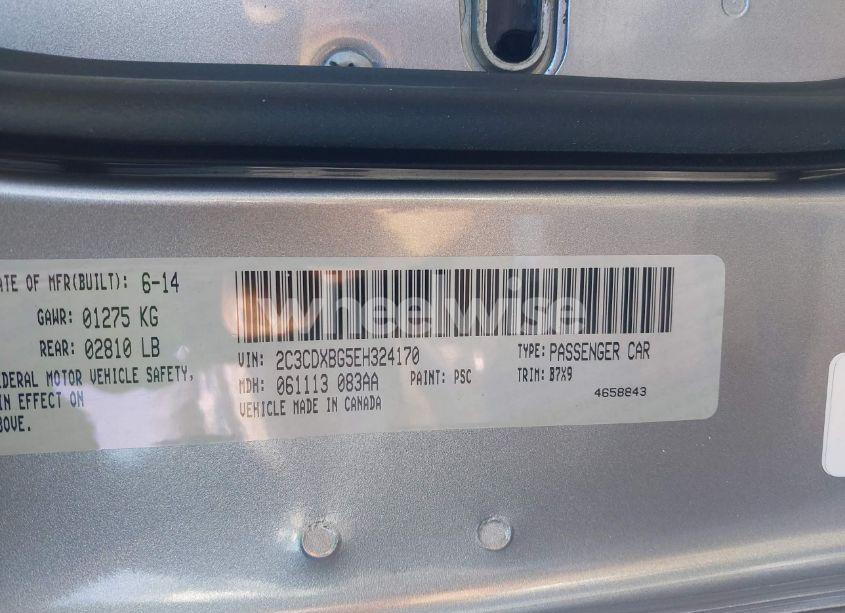 ATE OF MFR(BUILT): 6-14
GAWR: 01275 KG
REAR: 02810 LB
EDERAL MOTOR VEHICLE SAFETY,
IN EFFECT ON
BOVE.
wheelwise
VIN: 2C3CDXBG5EH324170
TYPE: PASSENGER CAR
MDH: 061113 083AA
PAINT: PSC
TRIM: B7X9
VEHICLE MADE IN CANADA
4658843